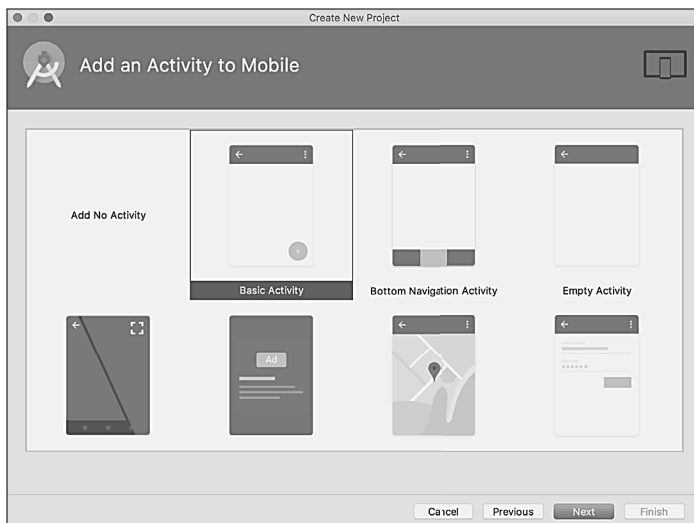 Create New Project
Add an Activity to Mobile
Add No Activity
Basic Activity
Bottom Navigation Activity
Empty Activity
Ad
Cancel
Previous
Next
Finish